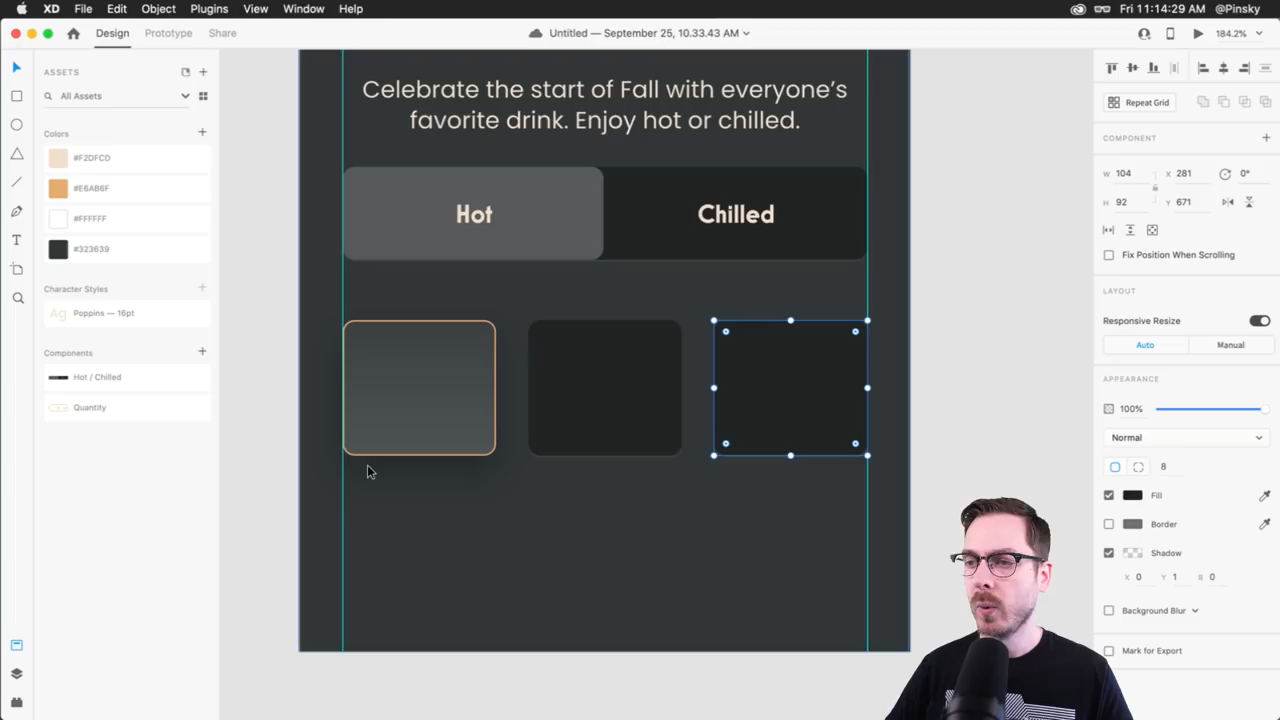 XD File Edit Object Plugins View Window Help
Fri 11:14:29 AM @Pinsky
Design Prototype Share
Untitled — September 25, 10.33.43 AM
184.2%
ASSETS
All Assets
Colors
#F2DFCD
#E6AB6F
#FFFFFF
#323639
Character Styles
Ag Poppins — 16pt
Components
Hot / Chilled
Quantity
Celebrate the start of Fall with everyone's
favorite drink. Enjoy hot or chilled.
Hot
Chilled
Repeat Grid
COMPONENT
W 104 X 281 0°
H 92 Y 671
Fix Position When Scrolling
LAYOUT
Responsive Resize
Auto Manual
APPEARANCE
100%
Normal
8
Fill
Border
Shadow
X 0 Y 1 B 0
Background Blur
Mark for Export